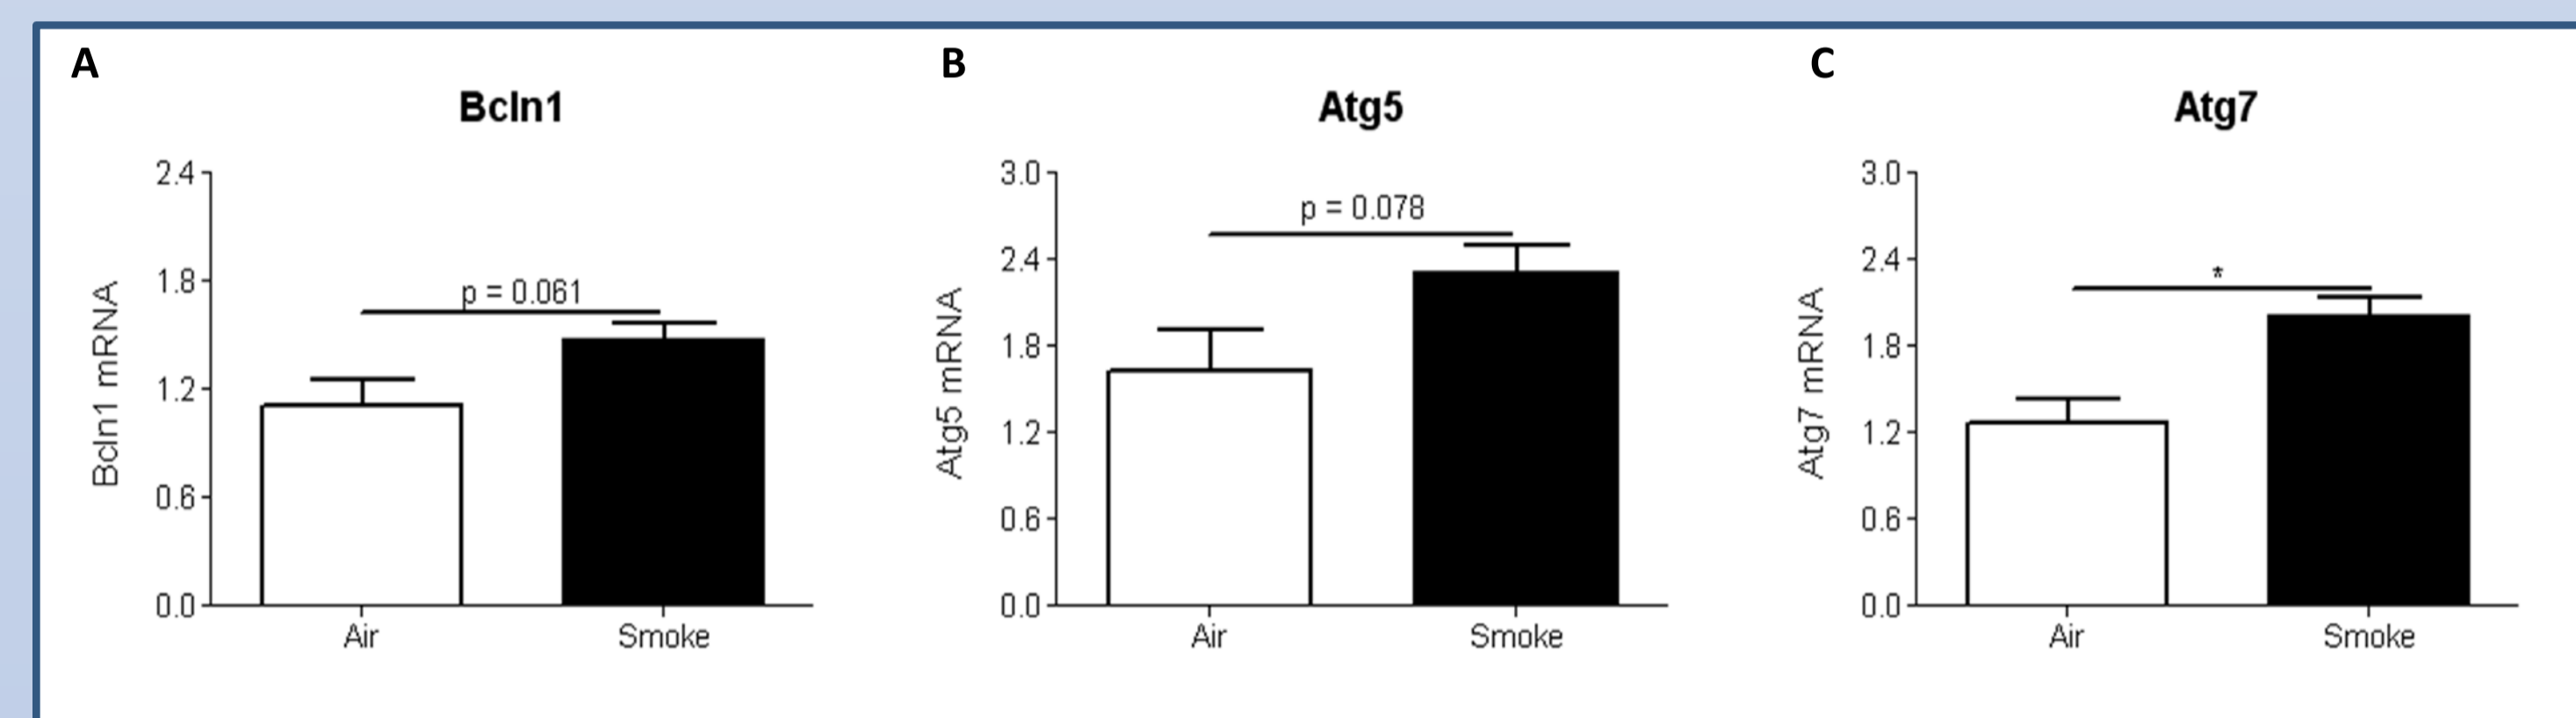 A
Bcln1
Bcln1 mRNA
2.4
1.8
1.2
0.6
0.0
p = 0.061
Air
Smoke
B
Atg5
Atg5 mRNA
3.0
2.4
1.8
1.2
0.6
0.0
p = 0.078
Air
Smoke
C
Atg7
Atg7 mRNA
3.0
2.4
1.8
1.2
0.6
0.0
*
Air
Smoke